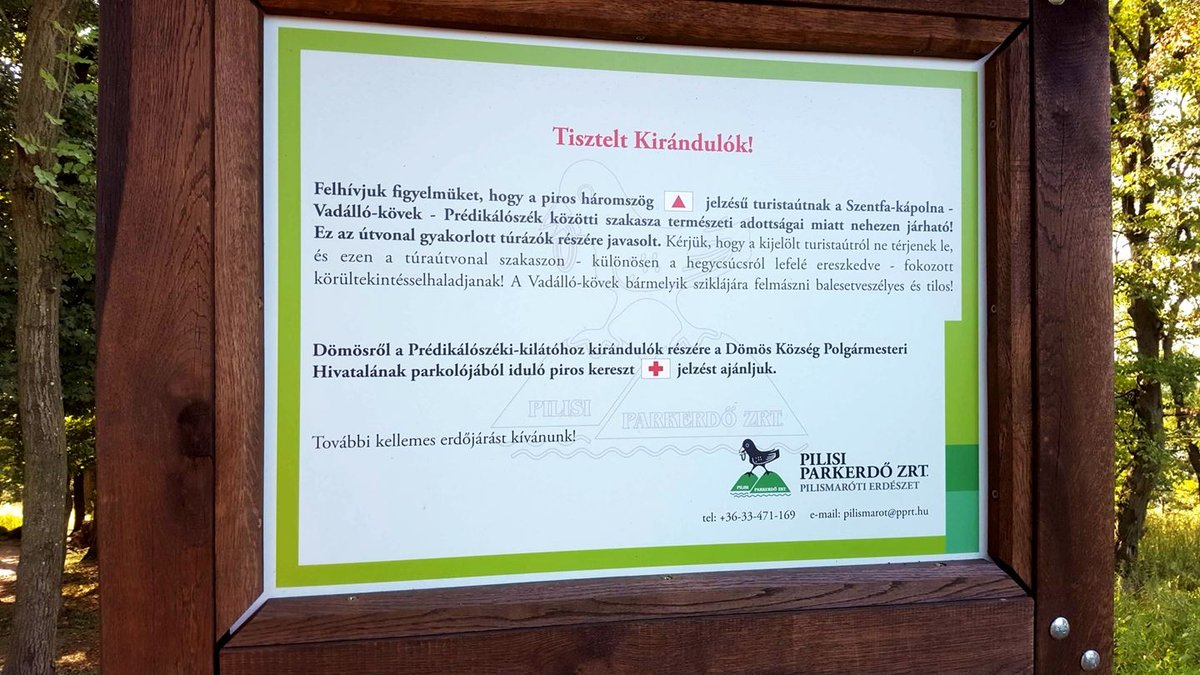 Tisztelt Kirándulók!
Felhívjuk figyelmüket, hogy a piros háromszög jelzésű turistaútnak a Szentfa-kápolna -
Vadálló-kövek - Prédikálószék közötti szakasza természeti adottságai miatt nehezen járható!
Ez az útvonal gyakorlott túrázók részére javasolt. Kérjük, hogy a kijelölt turistaútról ne térjenek le,
és ezen a túraútvonal szakaszon - különösen a hegycsúcsról lefelé ereszkedve - fokozott
körültekintésselhaladjanak! A Vadálló-kövek bármelyik sziklájára felmászni balesetveszélyes és tilos!
Dömösről a Prédikálószéki-kilátóhoz kirándulók részére a Dömös Község Polgármesteri
Hivatalának parkolójából iduló piros kereszt jelzést ajánljuk.
PILISI PARKERDŐ ZRT.
További kellemes erdőjárást kívánunk!
PILISI PARKERDŐ ZRT.
PILISI
PARKERDŐ ZRT.
PILISMARÓTI ERDÉSZET
tel: +36-33-471-169 e-mail: pilismarot@pprt.hu